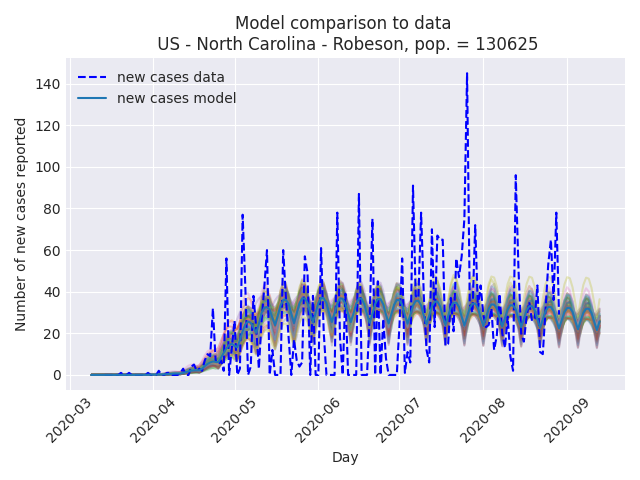 Model comparison to data
US - North Carolina - Robeson, pop. = 130625
new cases data
new cases model
Number of new cases reported
140
120
100
80
60
40
20
0
2020-03
2020-04
2020-05
2020-06
2020-07
2020-08
2020-09
Day